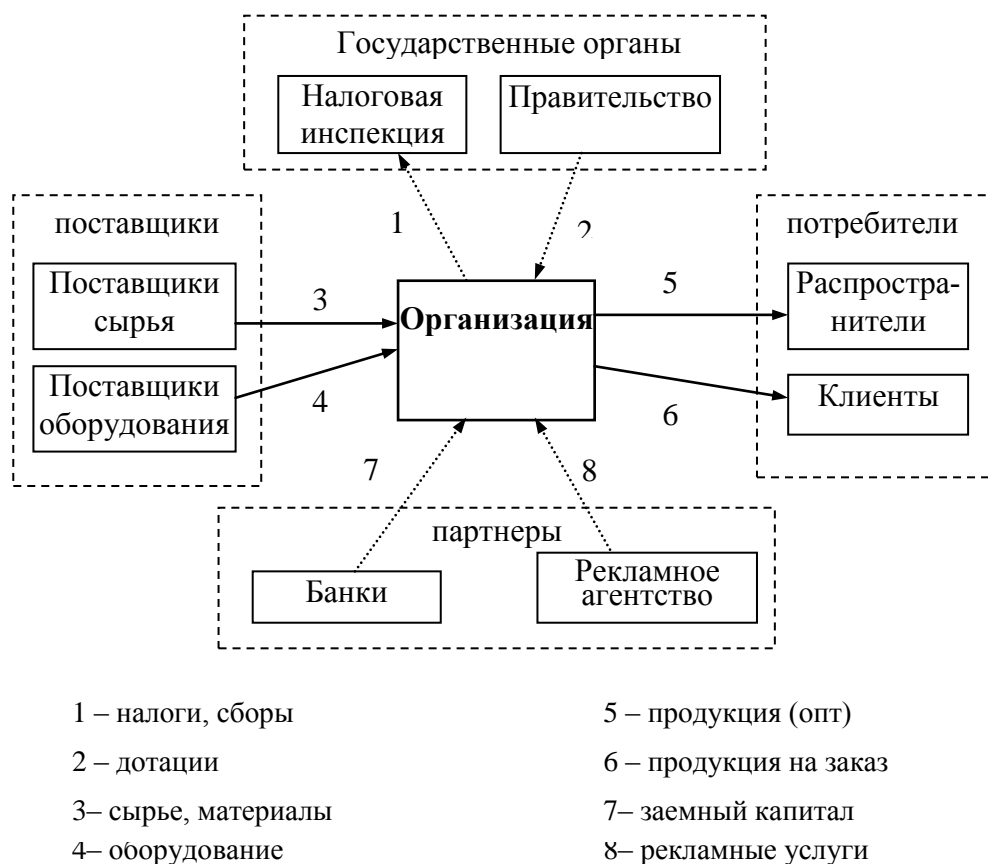 Государственные органы
Налоговая
инспекция
Правительство
1
2
поставщики
Поставщики
сырья
Поставщики
оборудования
3
4
Организация
5
6
потребители
Распростра-
нители
Клиенты
7
8
партнеры
Банки
Рекламное
агентство
1 – налоги, сборы
2 – дотации
3– сырье, материалы
4– оборудование
5 – продукция (опт)
6 – продукция на заказ
7– заемный капитал
8– рекламные услуги